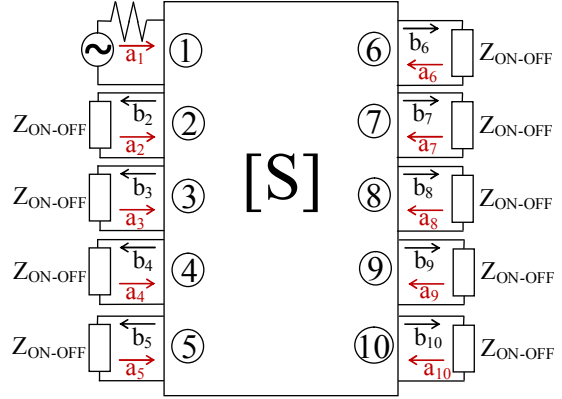 a1 ① ⑥ b6 a6 ZON-OFF
ZON-OFF b2 a2 ② ⑦ b7 a7 ZON-OFF
ZON-OFF b3 a3 ③ [S] ⑧ b8 a8 ZON-OFF
ZON-OFF b4 a4 ④ ⑨ b9 a9 ZON-OFF
ZON-OFF b5 a5 ⑤ ⑩ b10 a10 ZON-OFF